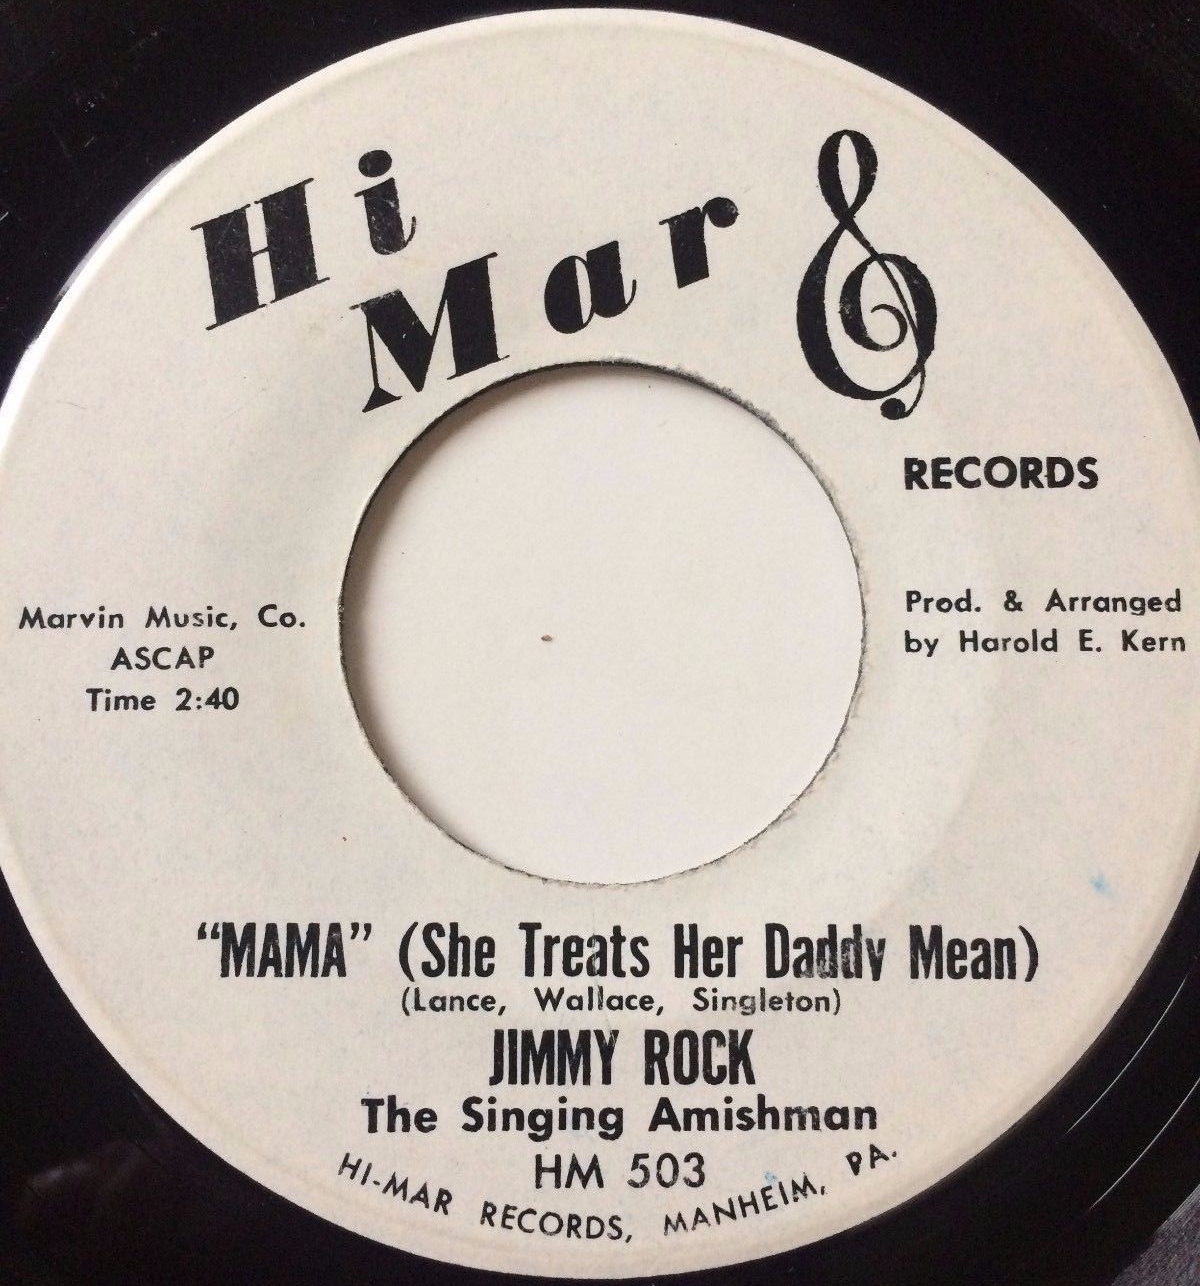 Hi
Mar
RECORDS
Marvin Music, Co.
ASCAP
Time 2:40
Prod. & Arranged
by Harold E. Kern
"MAMA" (She Treats Her Daddy Mean)
(Lance, Wallace, Singleton)
JIMMY ROCK
The Singing Amishman
HM 503
HI-MAR RECORDS, MANHEIM, PA.